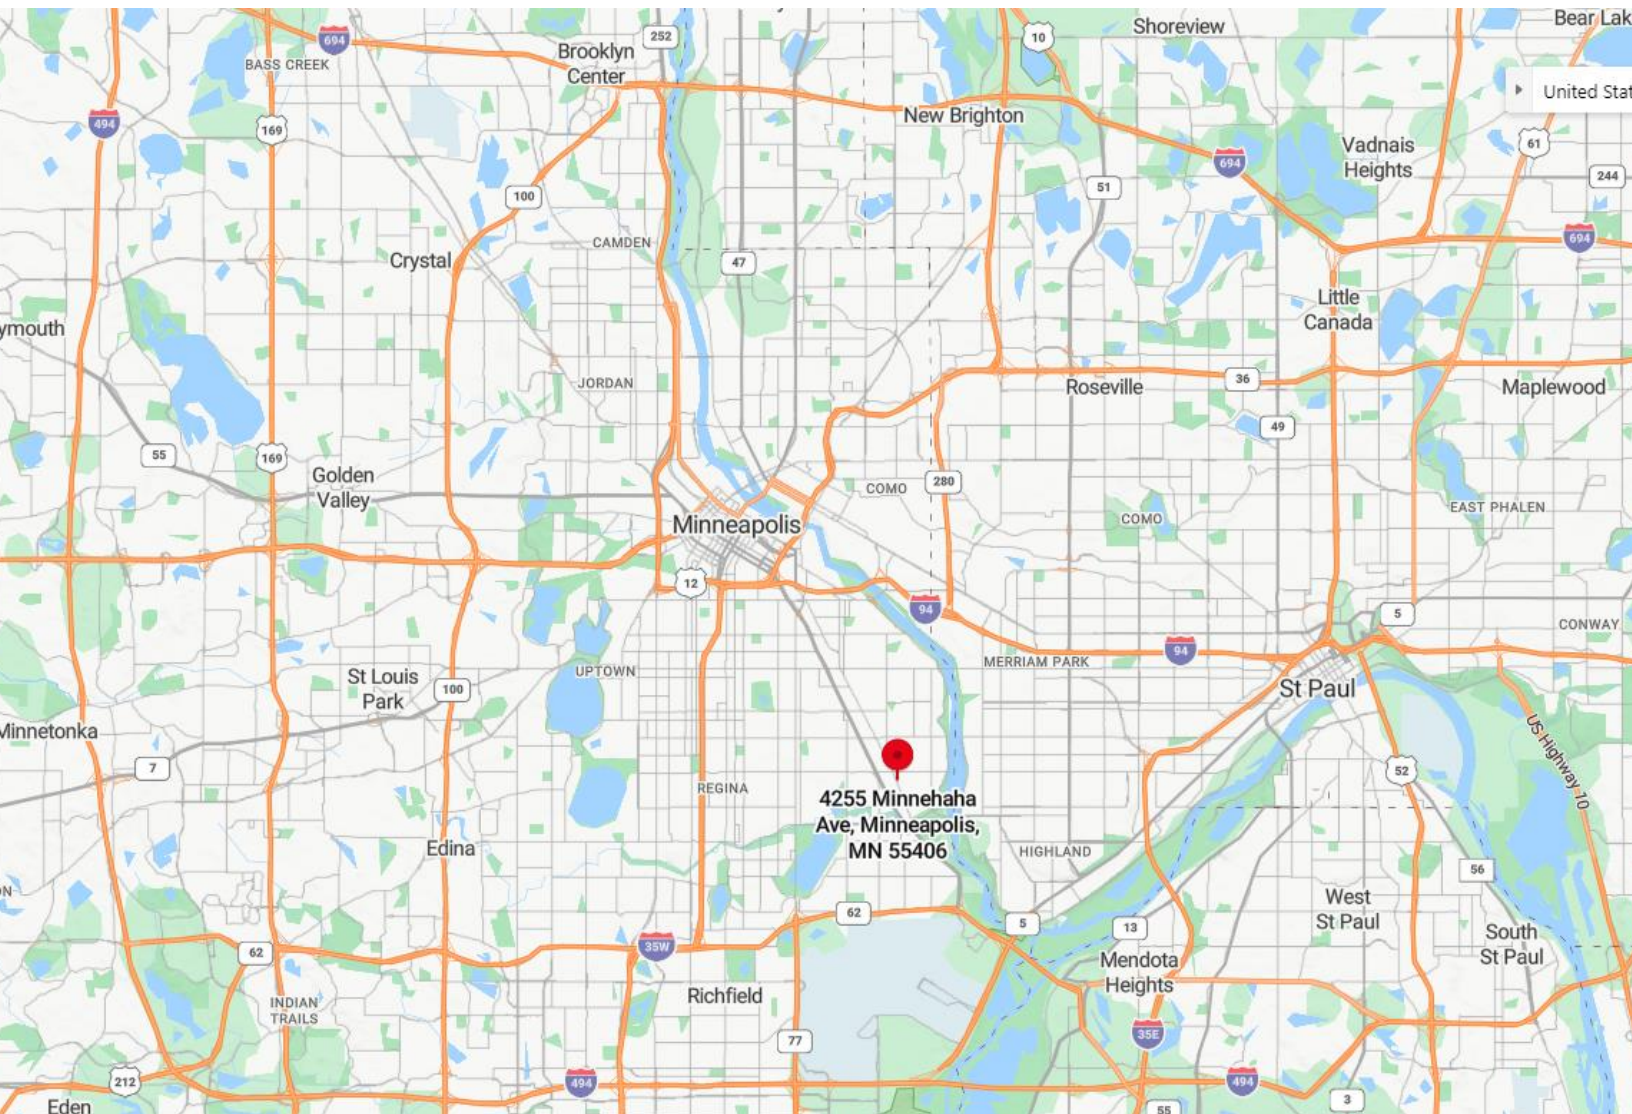 Shoreview
Bear Lak
694
252
10
Brooklyn
Center
BASS CREEK
United Stat
494
169
New Brighton
61
Vadnais
Heights
694
244
51
100
CAMDEN
Crystal
47
694
Little
Canada
ymouth
JORDAN
Roseville
36
Maplewood
49
55
169
Golden
Valley
COMO
280
EAST PHALEN
COMO
Minneapolis
12
94
5
CONWAY
94
MERRIAM PARK
UPTOWN
St Louis
Park
100
St Paul
Minnetonka
US Highway 10
7
52
REGINA
4255 Minnehaha
Ave, Minneapolis,
MN 55406
Edina
HIGHLAND
56
ON
West
St Paul
62
5
13
South
St Paul
62
35W
Mendota
Heights
Richfield
INDIAN
TRAILS
77
35E
212
494
494
3
55
Eden